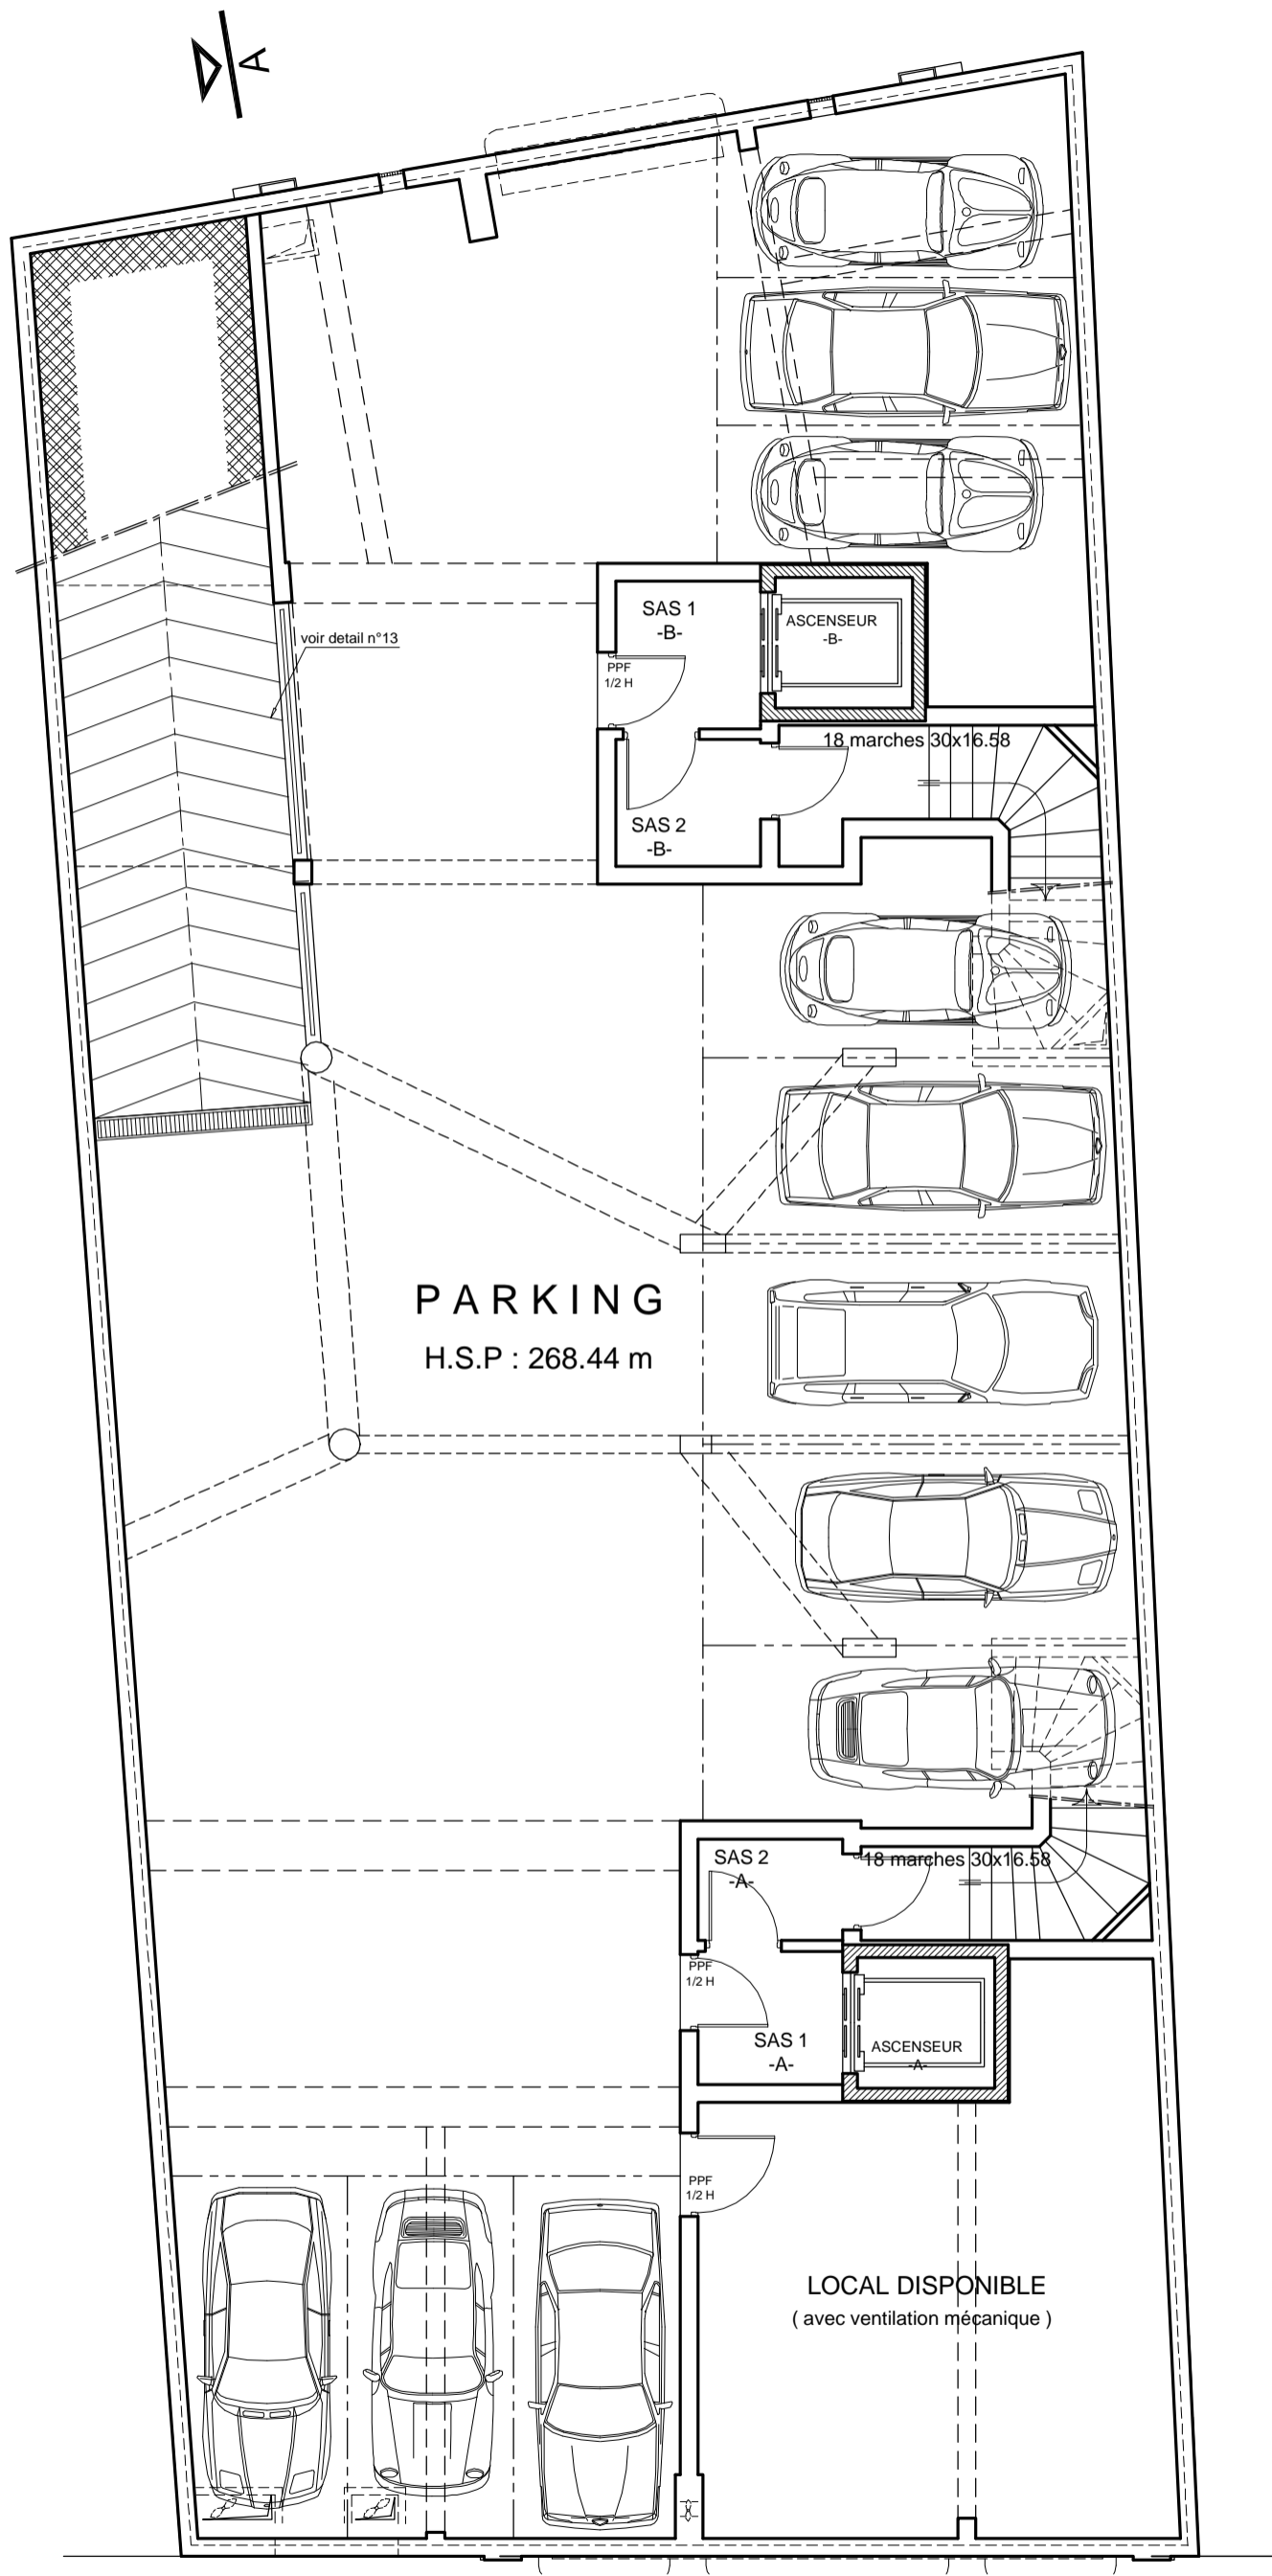 A
SAS 1
-B-
ASCENSEUR
-B-
voir detail n°13
PPF
1/2 H
18 marches 30x16.58
SAS 2
-B-
PARKING
H.S.P : 268.44 m
SAS 2
-A-
18 marches 30x16.58
PPF
1/2 H
SAS 1
-A-
ASCENSEUR
-A-
PPF
1/2 H
LOCAL DISPONIBLE
( avec ventilation mécanique )